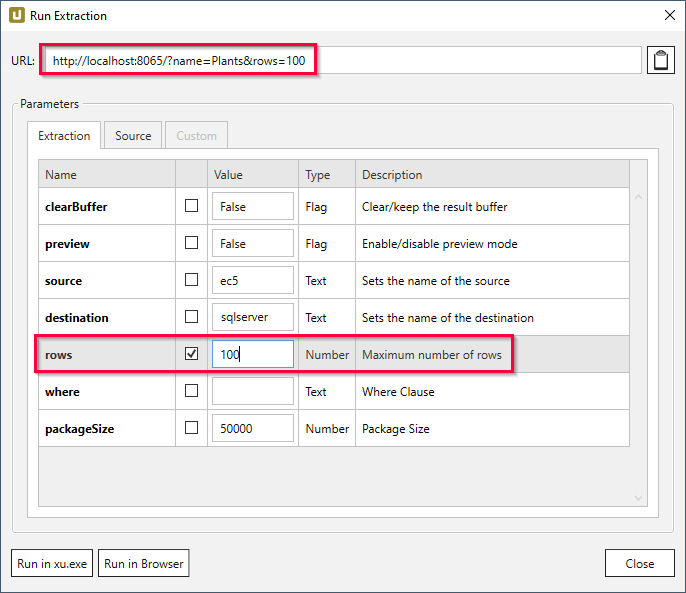 Run Extraction
URL: http://localhost:8065/?name=Plants&rows=100
Parameters
Extraction Source Custom
Name Value Type Description
clearBuffer False Flag Clear/keep the result buffer
preview False Flag Enable/disable preview mode
source ec5 Text Sets the name of the source
destination sqlserver Text Sets the name of the destination
rows 100 Number Maximum number of rows
where Text Where Clause
packageSize 50000 Number Package Size
Run in xu.exe Run in Browser Close